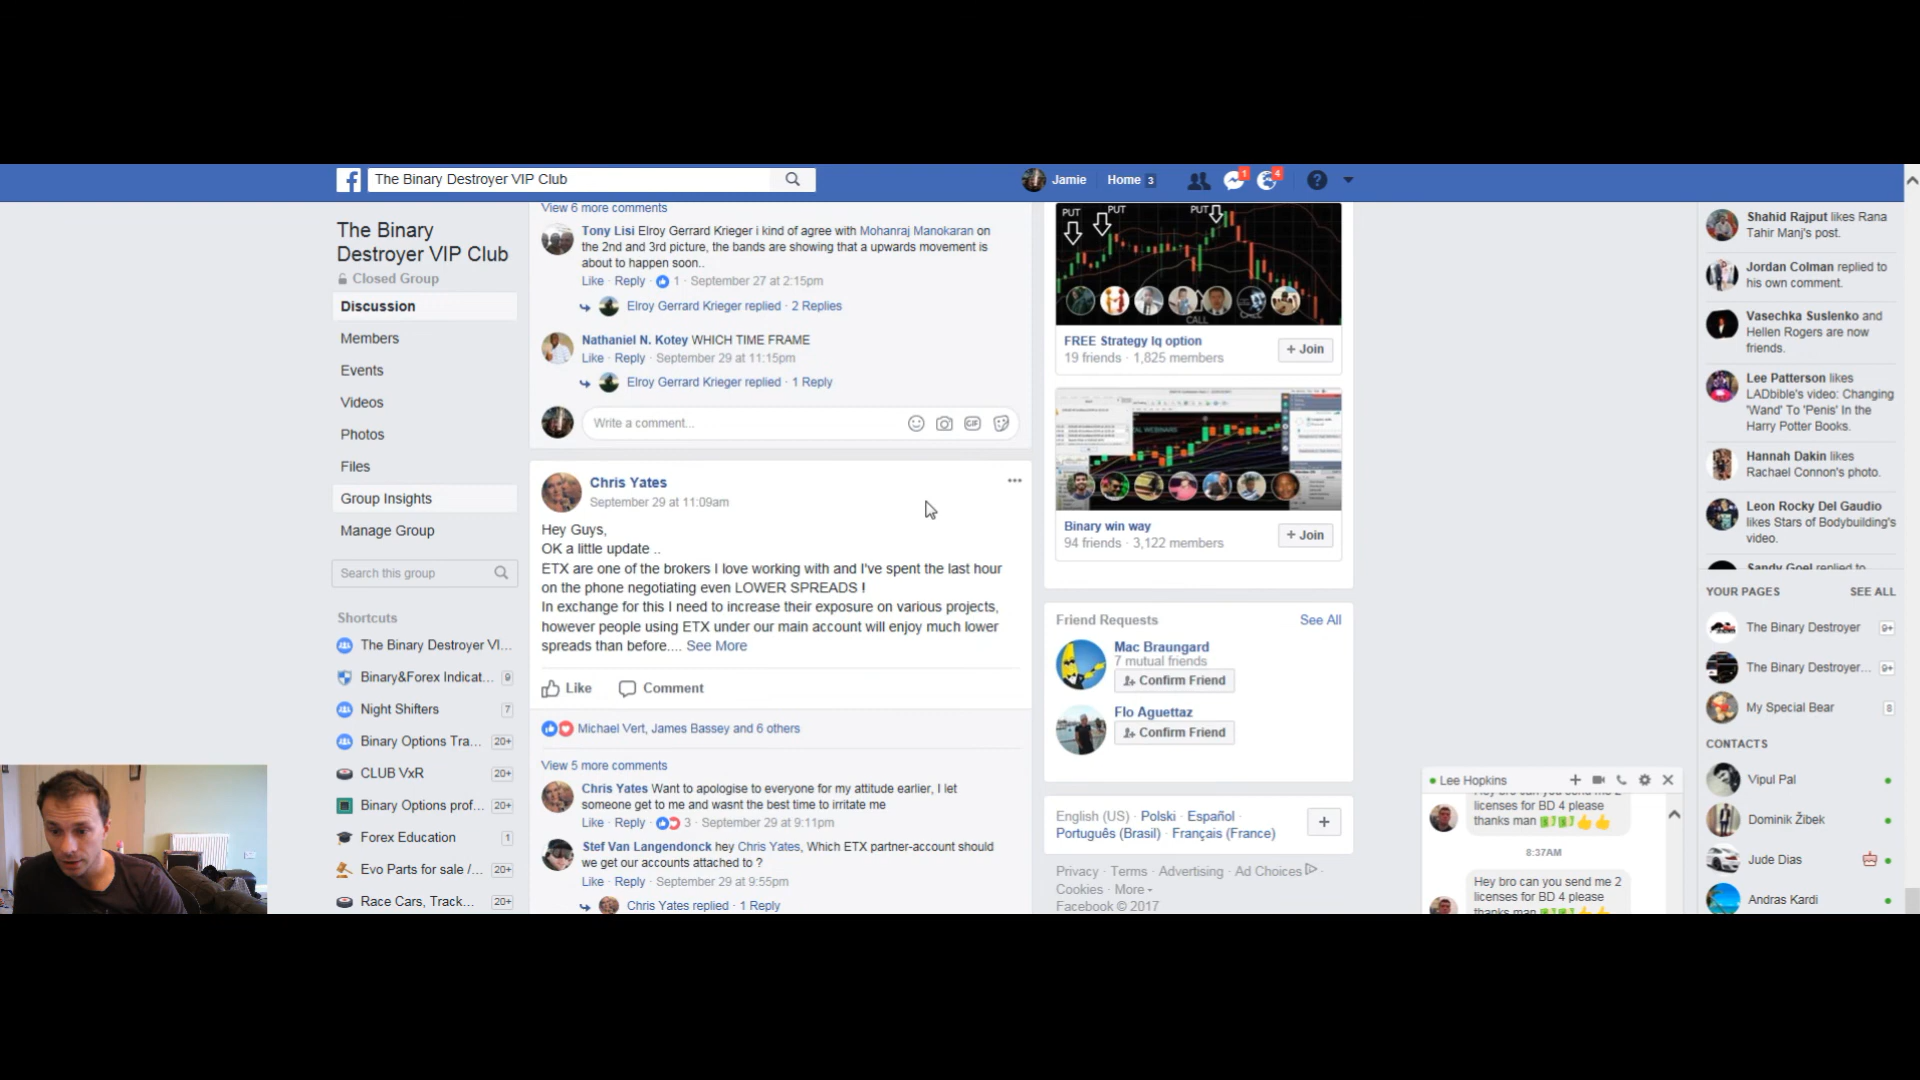 The Binary Destroyer VIP Club
Jamie
Home 3
1
4
The Binary
Destroyer VIP Club
Closed Group
Discussion
Members
Events
Videos
Photos
Files
Group Insights
Manage Group
Search this group
Shortcuts
The Binary Destroyer VI...
Binary&Forex Indicat... 9
Night Shifters 7
Binary Options Tra... 20+
CLUB VxR 20+
Binary Options prof... 20+
Forex Education 1
Evo Parts for sale /... 20+
Race Cars, Track... 20+
View 6 more comments
Tony Lisi Elroy Gerrard Krieger i kind of agree with Mohanraj Manokaran on
the 2nd and 3rd picture, the bands are showing that a upwards movement is
about to happen soon..
Like · Reply · 1 · September 27 at 2:15pm
Elroy Gerrard Krieger replied · 2 Replies
Nathaniel N. Kotey WHICH TIME FRAME
Like · Reply · September 29 at 11:15pm
Elroy Gerrard Krieger replied · 1 Reply
Write a comment...
GIF
Chris Yates
September 29 at 11:09am
Hey Guys,
OK a little update ..
ETX are one of the brokers I love working with and I've spent the last hour
on the phone negotiating even LOWER SPREADS !
In exchange for this I need to increase their exposure on various projects,
however people using ETX under our main account will enjoy much lower
spreads than before.... See More
Like Comment
Michael Vert, James Bassey and 6 others
View 5 more comments
Chris Yates Want to apologise to everyone for my attitude earlier, I let
someone get to me and wasnt the best time to irritate me
Like · Reply · 3 · September 29 at 9:11pm
Stef Van Langendonck hey Chris Yates, Which ETX partner-account should
we get our accounts attached to ?
Like · Reply · September 29 at 9:55pm
Chris Yates replied · 1 Reply
PUT PUT PUT
CALL
FREE Strategy Iq option
19 friends · 1,825 members
+ Join
Binary win way
94 friends · 3,122 members
+ Join
Friend Requests See All
Mac Braungard
7 mutual friends
Confirm Friend
Flo Aguettaz
Confirm Friend
English (US) · Polski · Español ·
Português (Brasil) · Français (France)
+
Privacy · Terms · Advertising · Ad Choices ·
Cookies · More
Facebook © 2017
Shahid Rajput likes Rana
Tahir Manj's post.
Jordan Colman replied to
his own comment.
Vasechka Suslenko and
Hellen Rogers are now
friends.
Lee Patterson likes
LADbible's video: Changing
'Wand' To 'Penis' In the
Harry Potter Books.
Hannah Dakin likes
Rachael Connon's photo.
Leon Rocky Del Gaudio
likes Stars of Bodybuilding's
video.
Sandy Goel replied to
YOUR PAGES SEE ALL
The Binary Destroyer 9+
The Binary Destroyer... 9+
My Special Bear 8
CONTACTS
Vipul Pal
Dominik Žibek
Jude Dias
Andras Kardi
Lee Hopkins
Hey bro can you send me 2
licenses for BD 4 please
thanks man
8:37AM
Hey bro can you send me 2
licenses for BD 4 please
thanks man